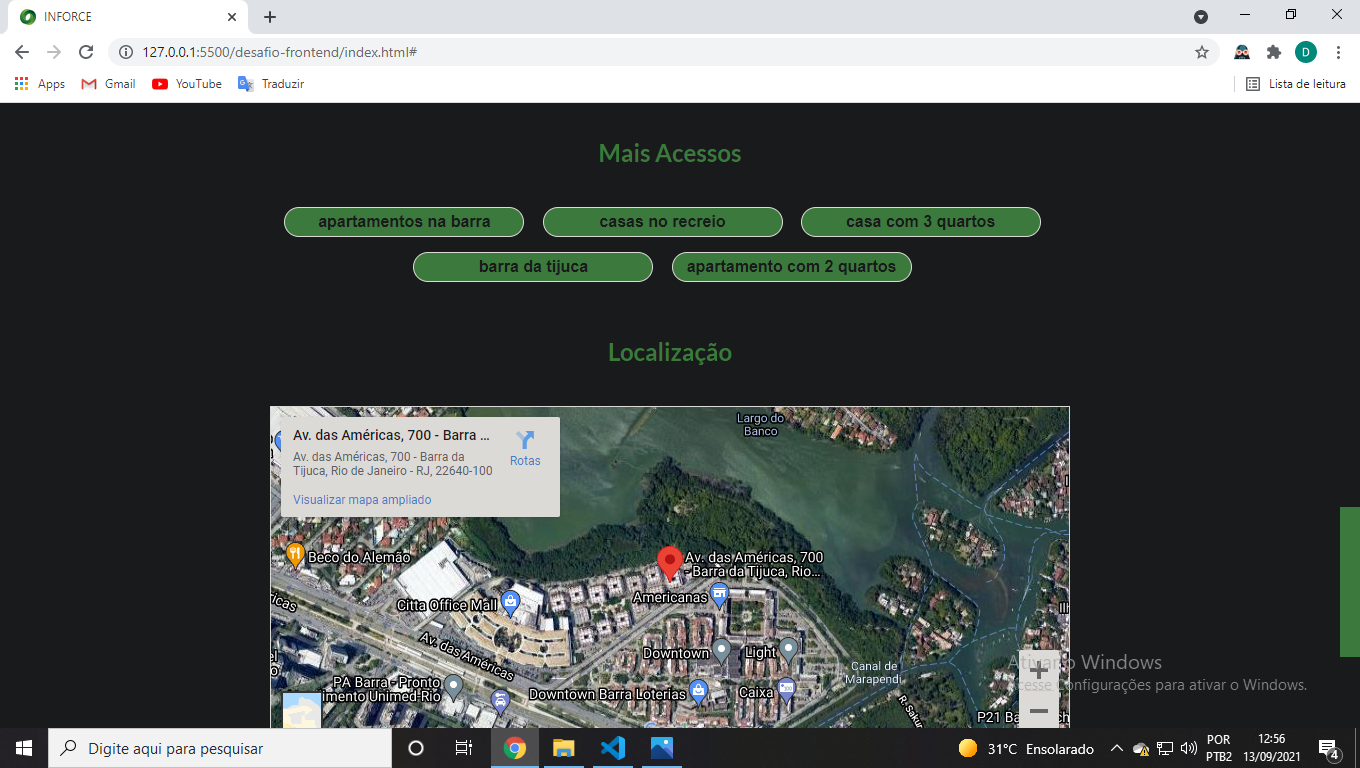 INFORCE
127.0.0.1:5500/desafio-frontend/index.html#
D
Apps
Gmail
YouTube
Traduzir
Lista de leitura
Mais Acessos
apartamentos na barra
casas no recreio
casa com 3 quartos
barra da tijuca
apartamento com 2 quartos
Localização
Av. das Américas, 700 - Barra ...
Av. das Américas, 700 - Barra da
Tijuca, Rio de Janeiro - RJ, 22640-100
Rotas
Visualizar mapa ampliado
Largo do
Banco
Beco do Alemão
Av. das Américas, 700
- Barra da Tijuca, Rio...
Americanas
Citta Office Mall
Av. das Américas
Downtown
Light
Canal de
Marapendi
PA Barra - Pronto
imento Unimed-Rio
Downtown Barra Loterias
Caixa
R. Sakur
P21 Ba
Ativar o Windows
Acesse Configurações para ativar o Windows.
Digite aqui para pesquisar
31°C Ensolarado
POR
PTB2
12:56
13/09/2021
4